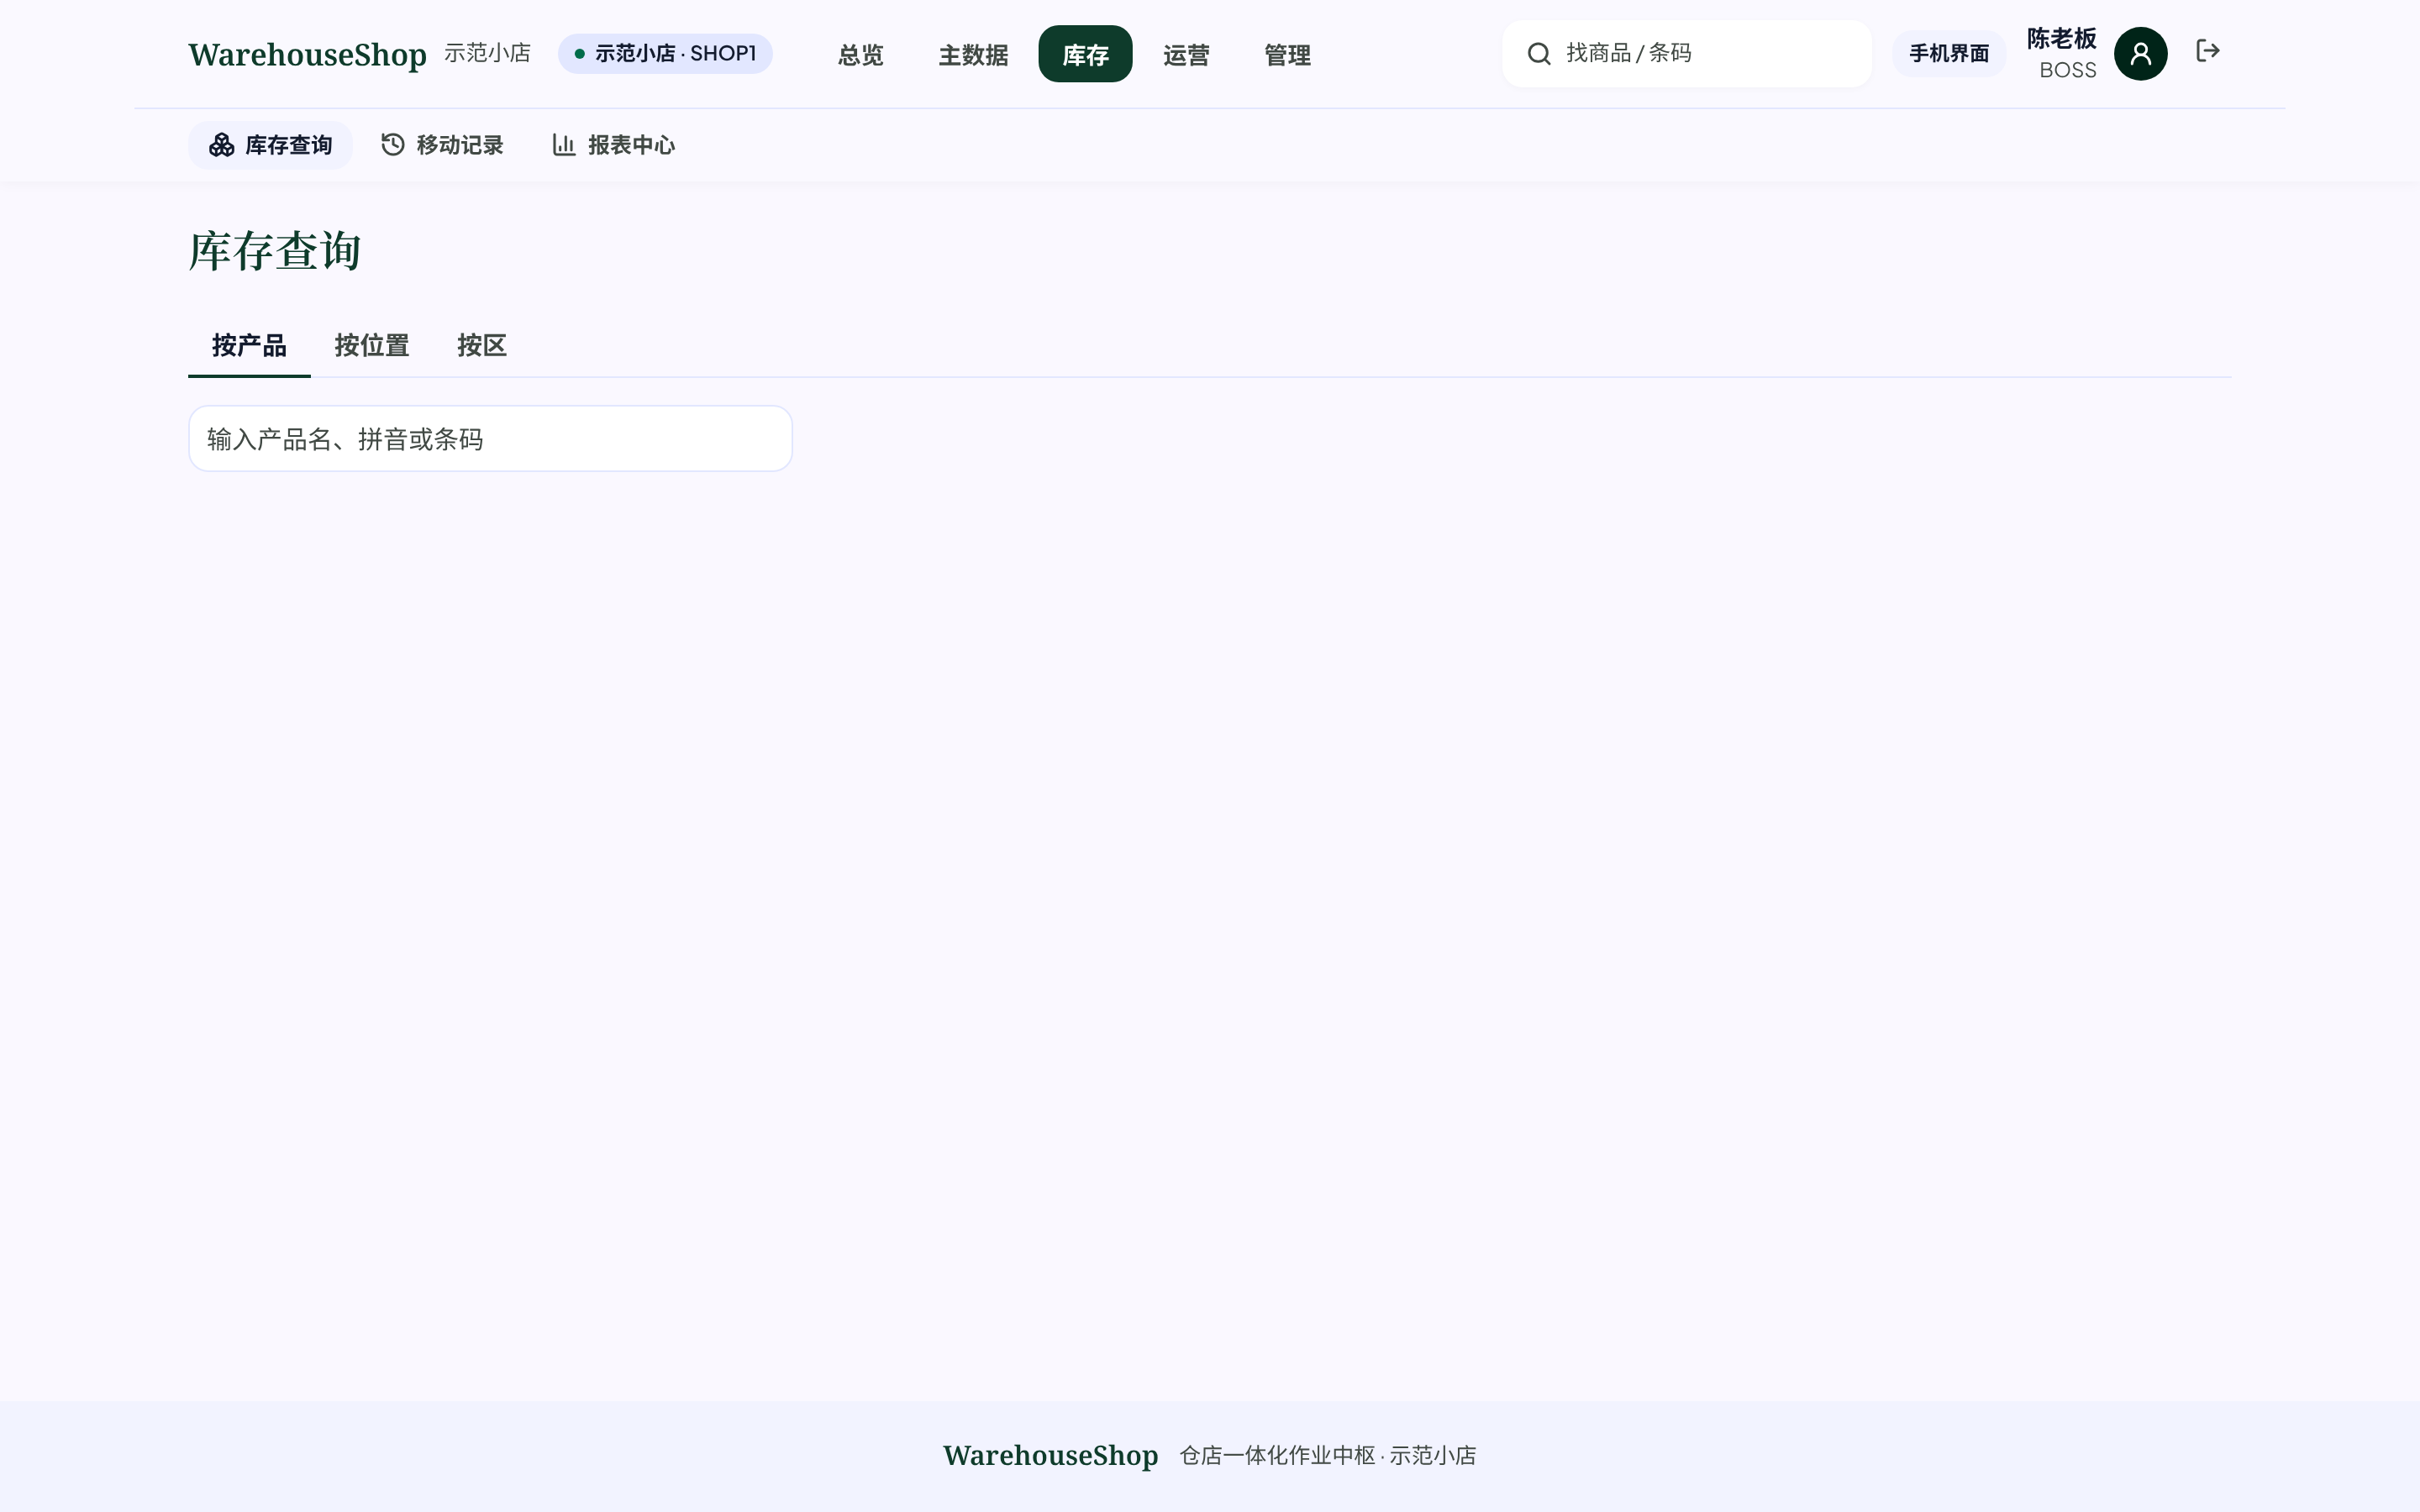 WarehouseShop 示范小店 示范小店 · SHOP1 总览 主数据 库存 运营 管理 找商品 / 条码 手机界面 陈老板
BOSS
库存查询 移动记录 报表中心
库存查询
按产品 按位置 按区
输入产品名、拼音或条码
WarehouseShop 仓店一体化作业中枢 · 示范小店